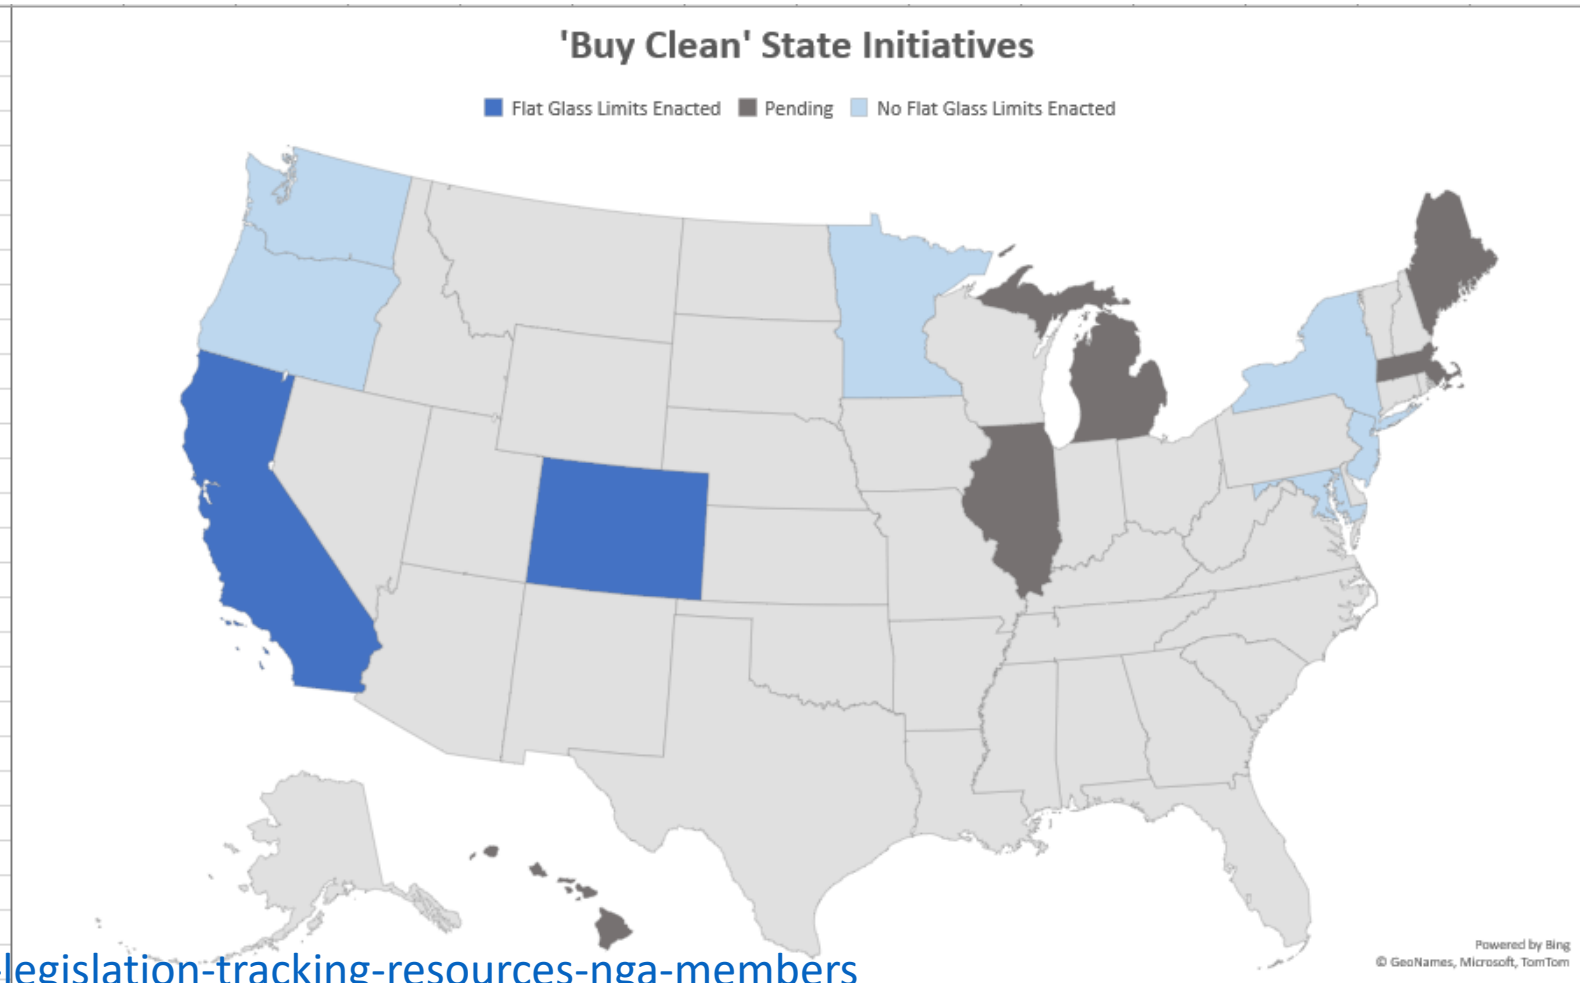 'Buy Clean' State Initiatives
Flat Glass Limits Enacted Pending No Flat Glass Limits Enacted
Powered by Bing
© GeoNames, Microsoft, TomTom
-legislation-tracking-resources-nga-members